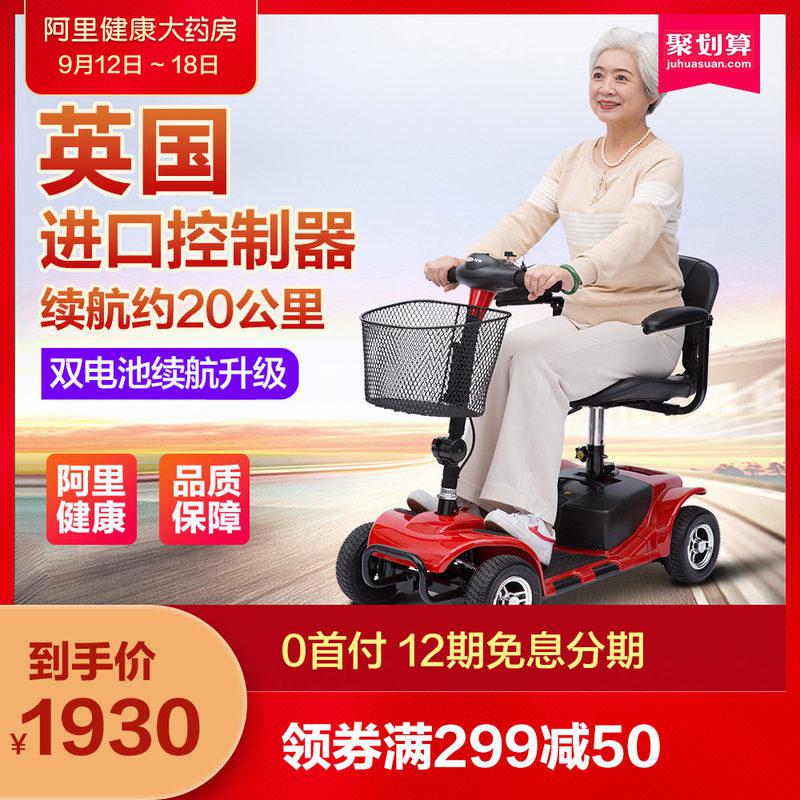 阿里健康大药房
9月12日 ~ 18日
聚划算
juhuasuan.com
英国
进口控制器
续航约20公里
双电池续航升级
阿里
健康
品质
保障
到手价
¥1930
0首付 12期免息分期
领券满299减50